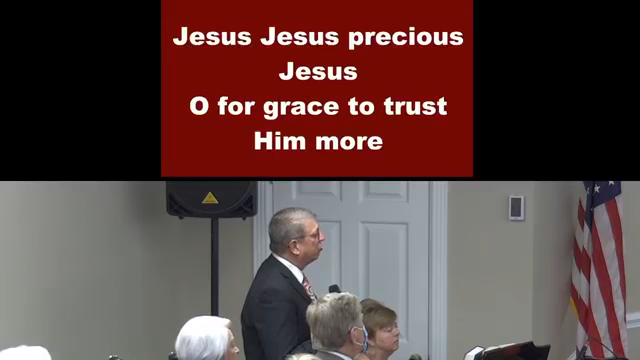 Jesus Jesus precious
Jesus
O for grace to trust
Him more